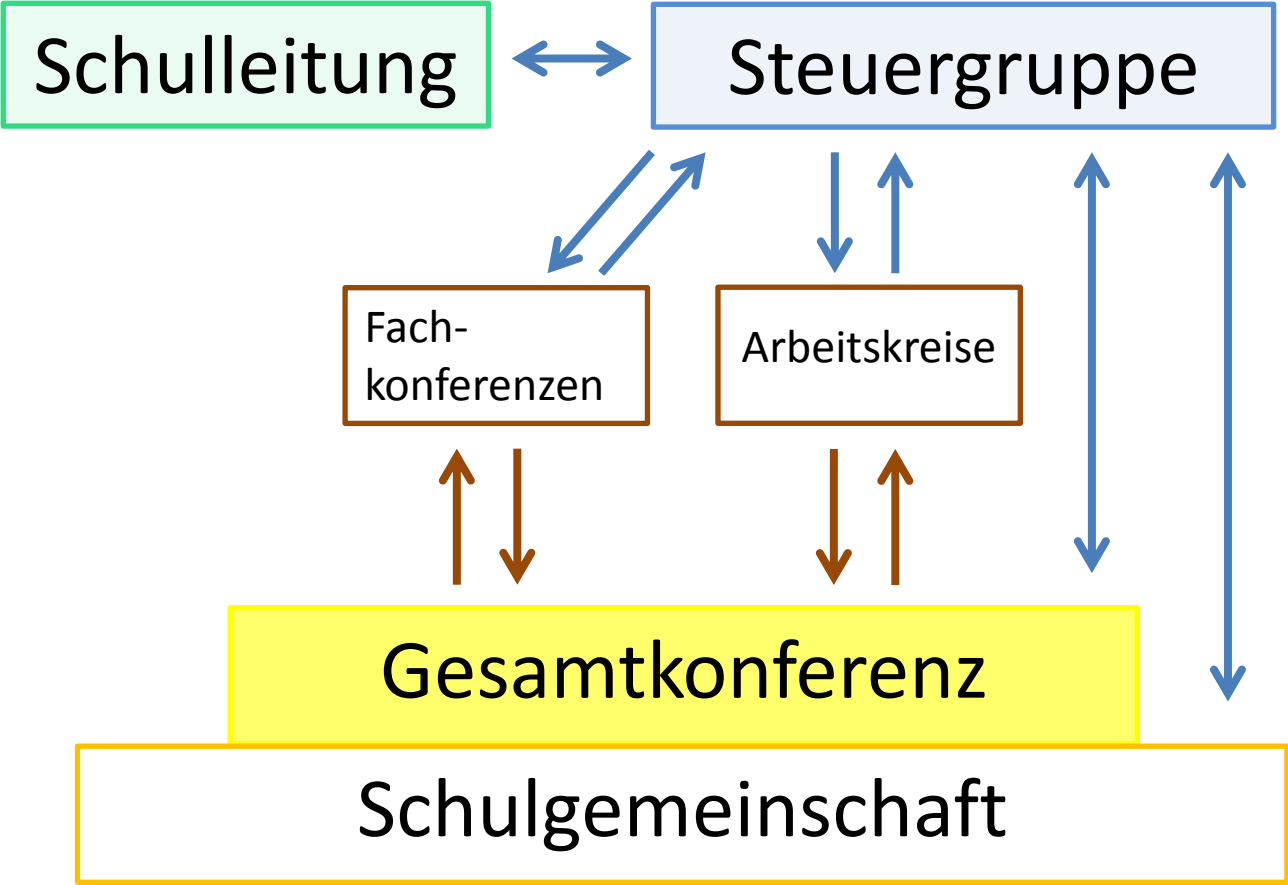 Schulleitung
Steuergruppe
Fach-
konferenzen
Arbeitskreise
Gesamtkonferenz
Schulgemeinschaft